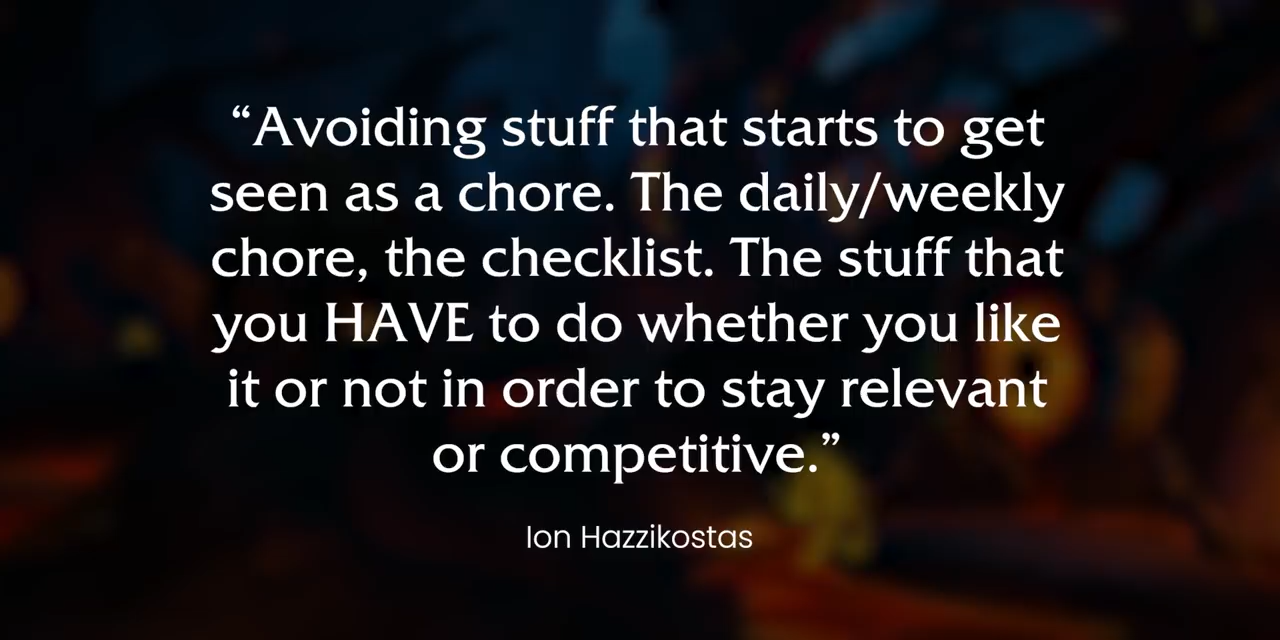 “Avoiding stuff that starts to get
seen as a chore. The daily/weekly
chore, the checklist. The stuff that
you HAVE to do whether you like
it or not in order to stay relevant
or competitive.”
Ion Hazzikostas